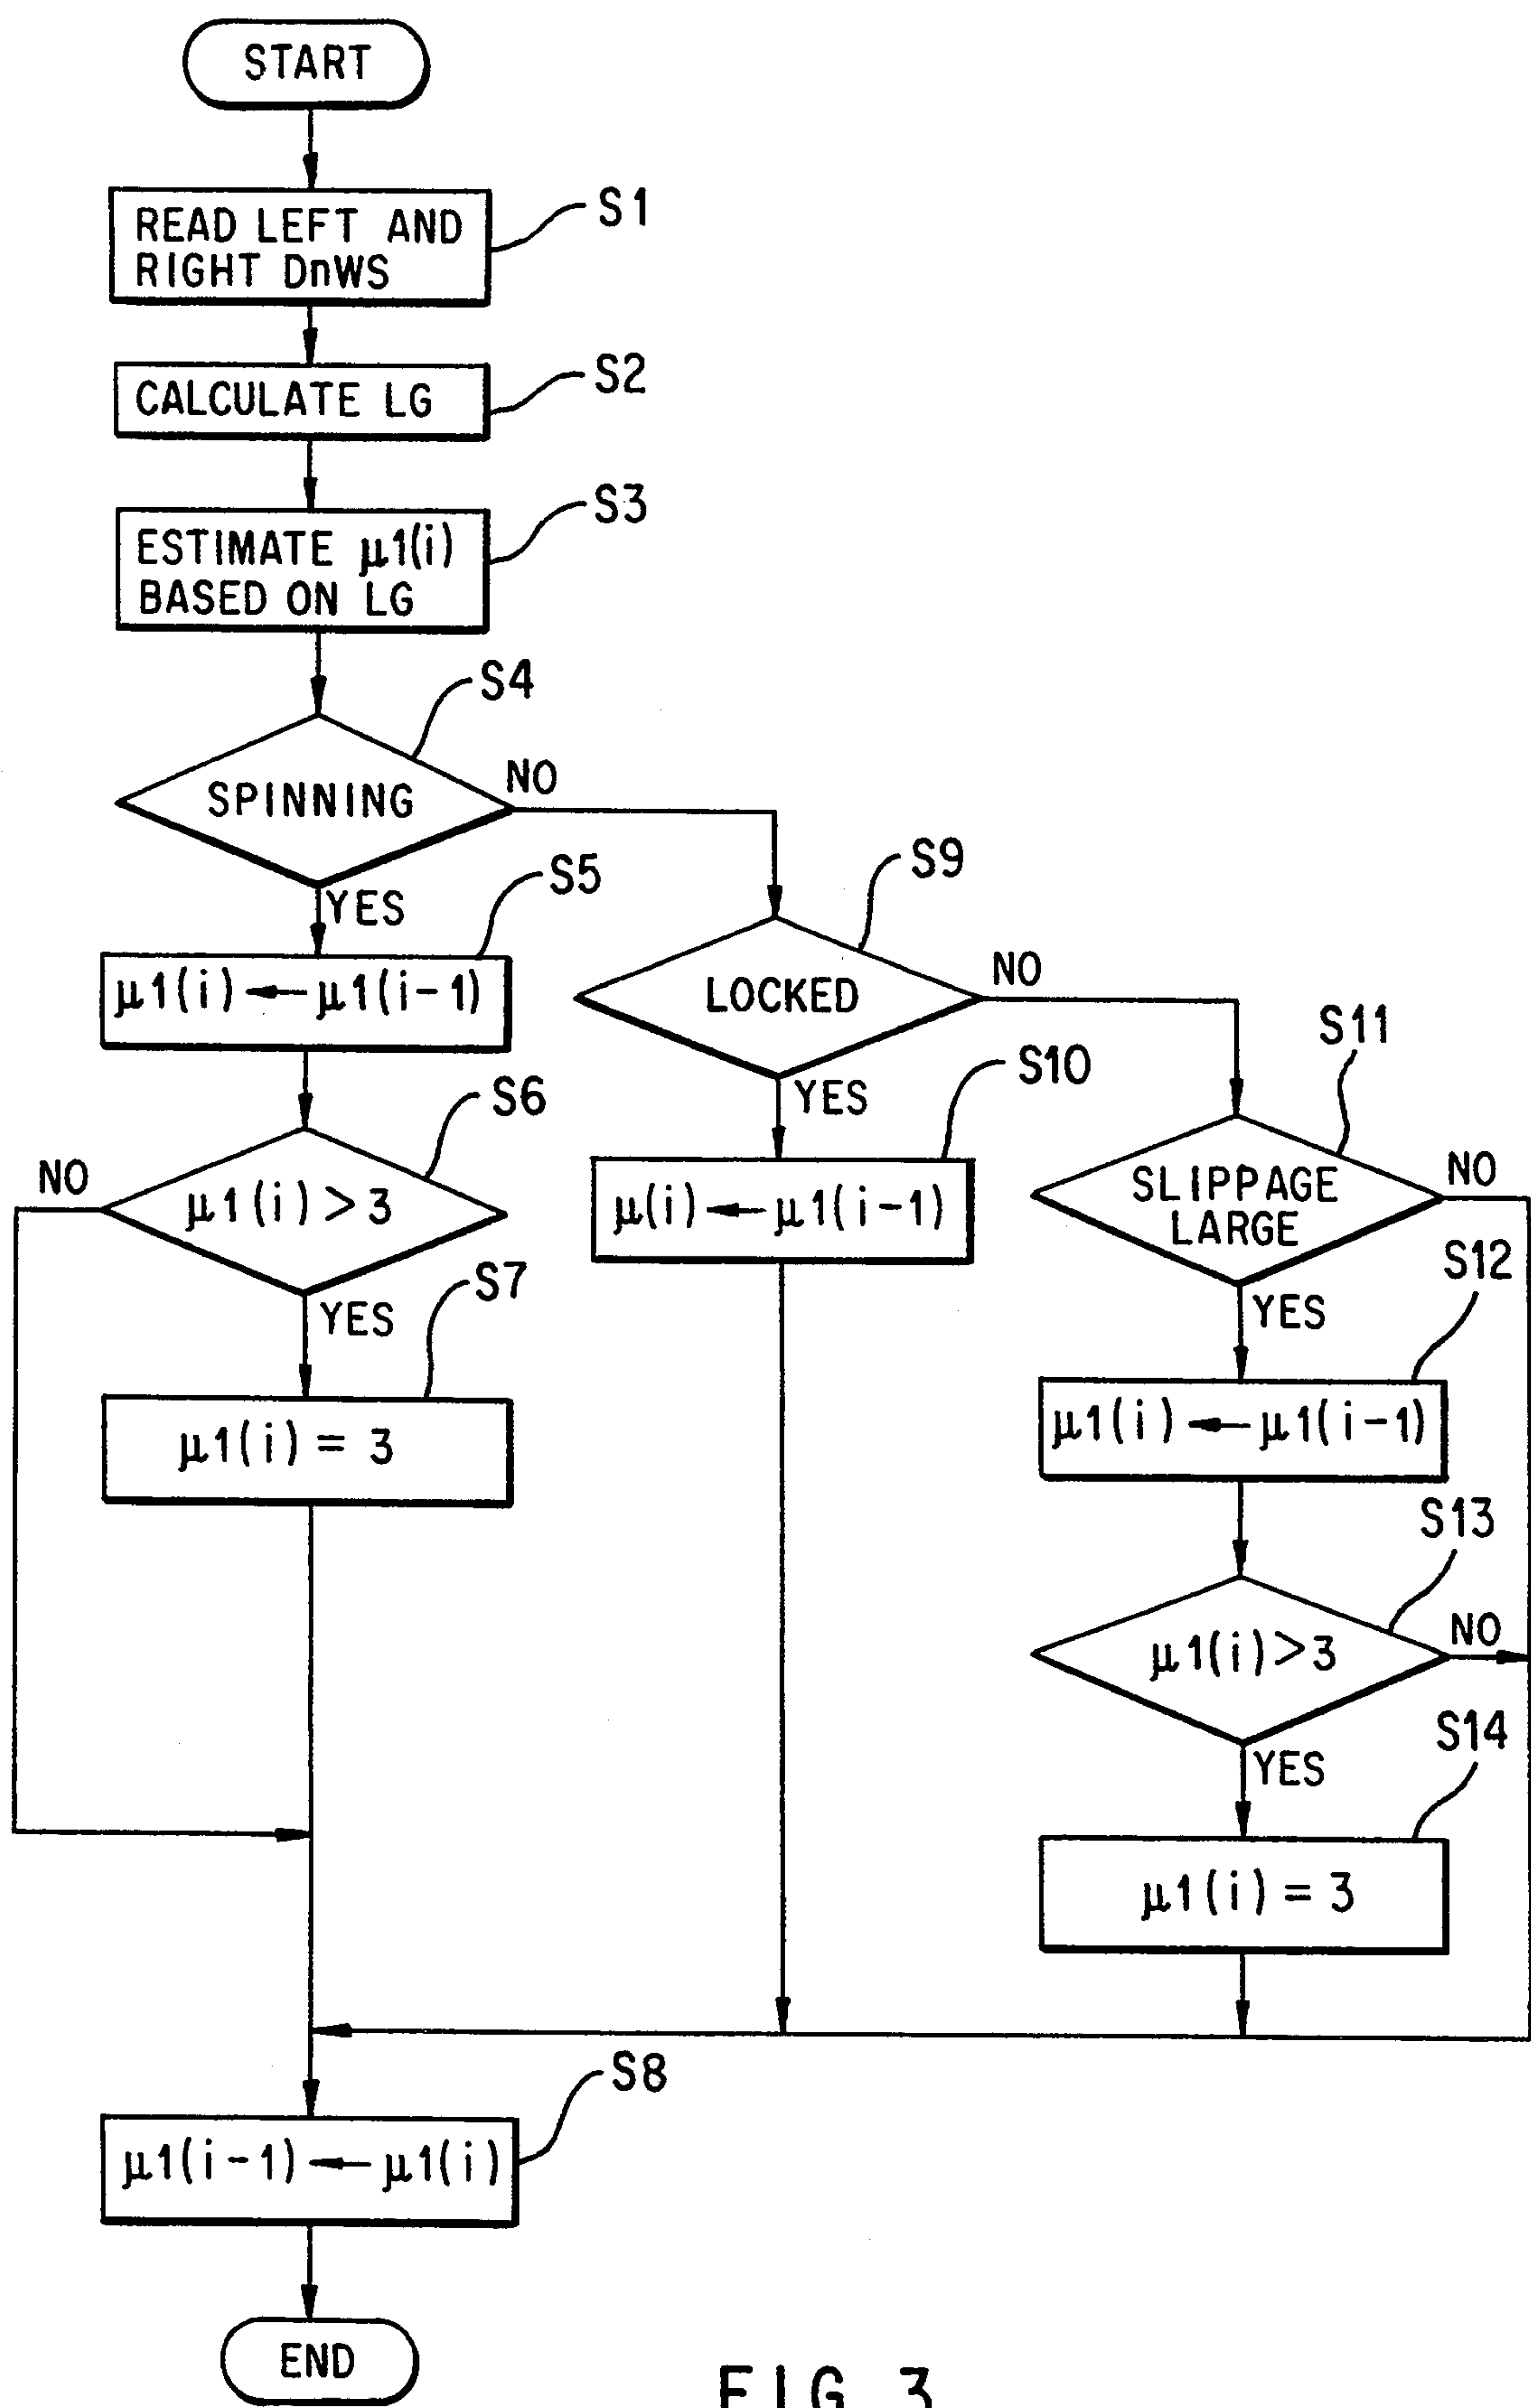 START
S1
READ LEFT AND
RIGHT DnWS
S2
CALCULATE LG
S3
ESTIMATE μ1(i)
BASED ON LG
S4
SPINNING
NO
YES
S5
μ1(i) ← μ1(i-1)
S6
NO
μ1(i) > 3
YES
S7
μ1(i) = 3
S9
LOCKED
NO
YES
S10
μ(i) ← μ1(i-1)
S11
SLIPPAGE
LARGE
NO
YES
S12
μ1(i) ← μ1(i-1)
S13
μ1(i) > 3
NO
YES
S14
μ1(i) = 3
S8
μ1(i-1) ← μ1(i)
END
FIG. 3